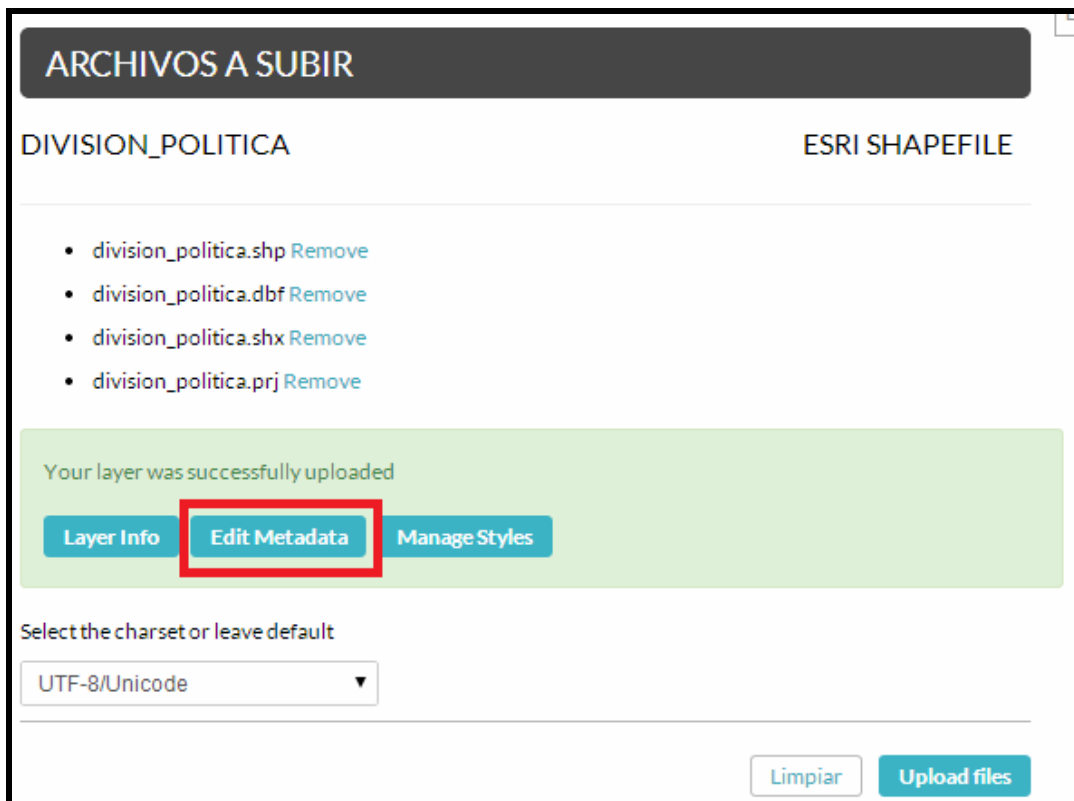 ARCHIVOS A SUBIR
DIVISION_POLITICA ESRI SHAPEFILE
• division_politica.shp Remove
• division_politica.dbf Remove
• division_politica.shx Remove
• division_politica.prj Remove
Your layer was successfully uploaded
Layer Info Edit Metadata Manage Styles
Select the charset or leave default
UTF-8/Unicode
Limpiar Upload files